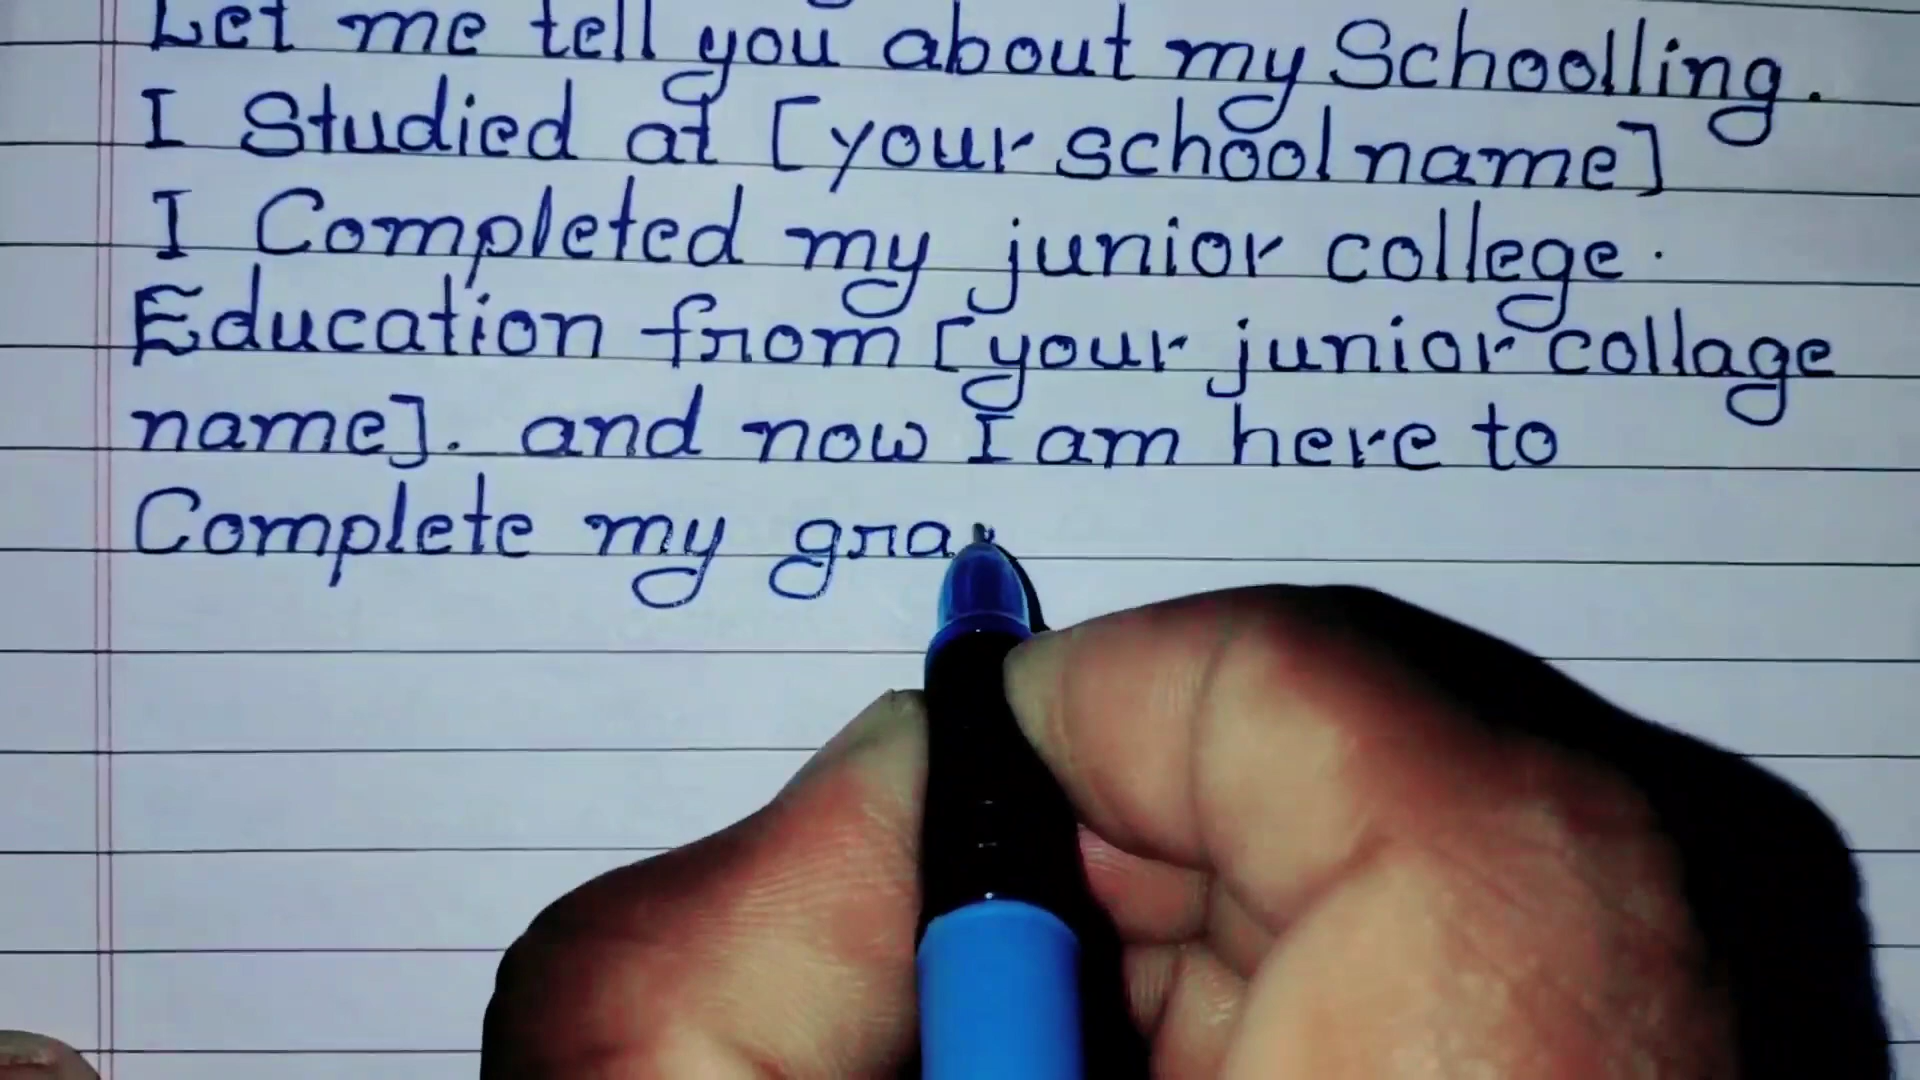 Let me tell you about my Schoolling.
I Studied at [your school name]
I Completed my junior college.
Education from [your junior collage
name]. and now I am here to
Complete my gra